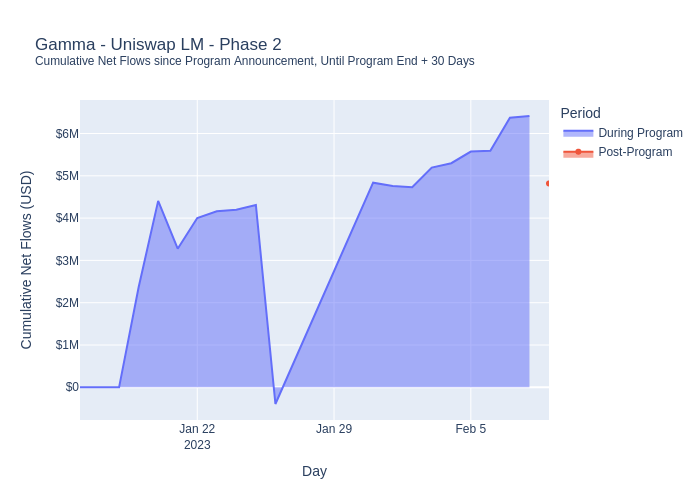 Gamma - Uniswap LM - Phase 2
Cumulative Net Flows since Program Announcement, Until Program End + 30 Days
Period
During Program
Post-Program
Cumulative Net Flows (USD)
$6M
$5M
$4M
$3M
$2M
$1M
$0
Jan 22
2023
Jan 29
Feb 5
Day